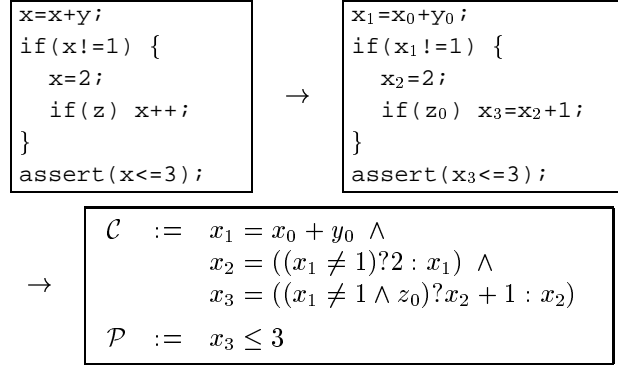 x=x+y;
if(x!=1) {
x=2;
if(z) x++;
}
assert(x<=3);
→
x₁=x₀+y₀;
if(x₁!=1) {
x₂=2;
if(z₀) x₃=x₂+1;
}
assert(x₃<=3);
→
𝒞 := x₁ = x₀ + y₀ ∧
x₂ = ((x₁ ≠ 1)?2 : x₁) ∧
x₃ = ((x₁ ≠ 1 ∧ z₀)?x₂ + 1 : x₂)
𝒫 := x₃ ≤ 3